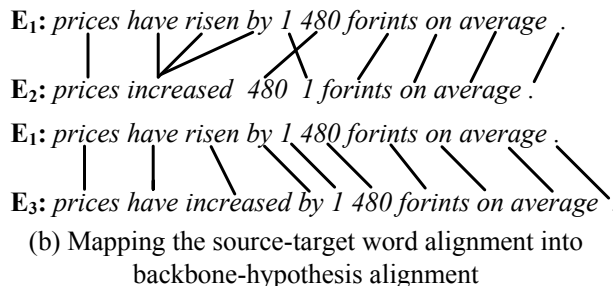 E1: prices have risen by 1 480 forints on average .
E2: prices increased 480 1 forints on average .
E1: prices have risen by 1 480 forints on average .
E3: prices have increased by 1 480 forints on average .
(b) Mapping the source-target word alignment into
backbone-hypothesis alignment